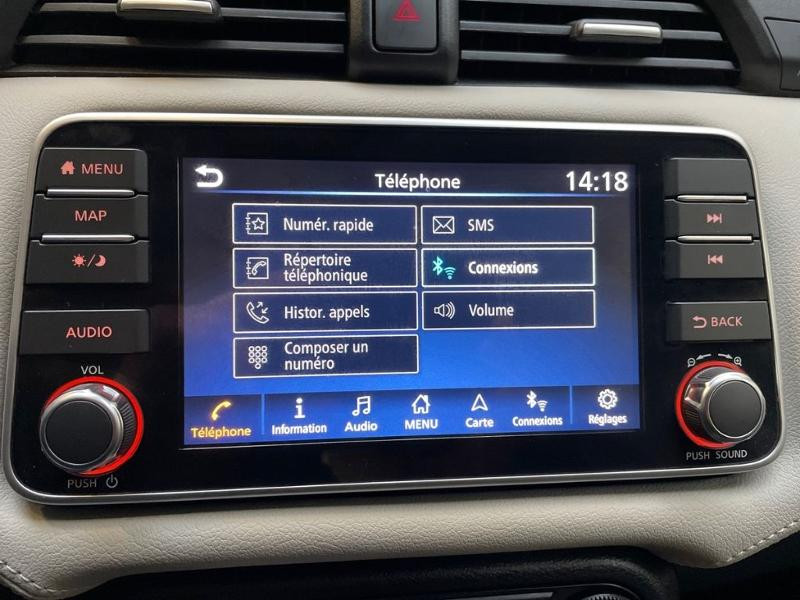 MENU
MAP
AUDIO
VOL
PUSH
Téléphone
14:18
Numér. rapide
SMS
Répertoire
téléphonique
Connexions
Histor. appels
Volume
Composer un
numéro
Téléphone
Information
Audio
MENU
Carte
Connexions
Réglages
BACK
PUSH SOUND